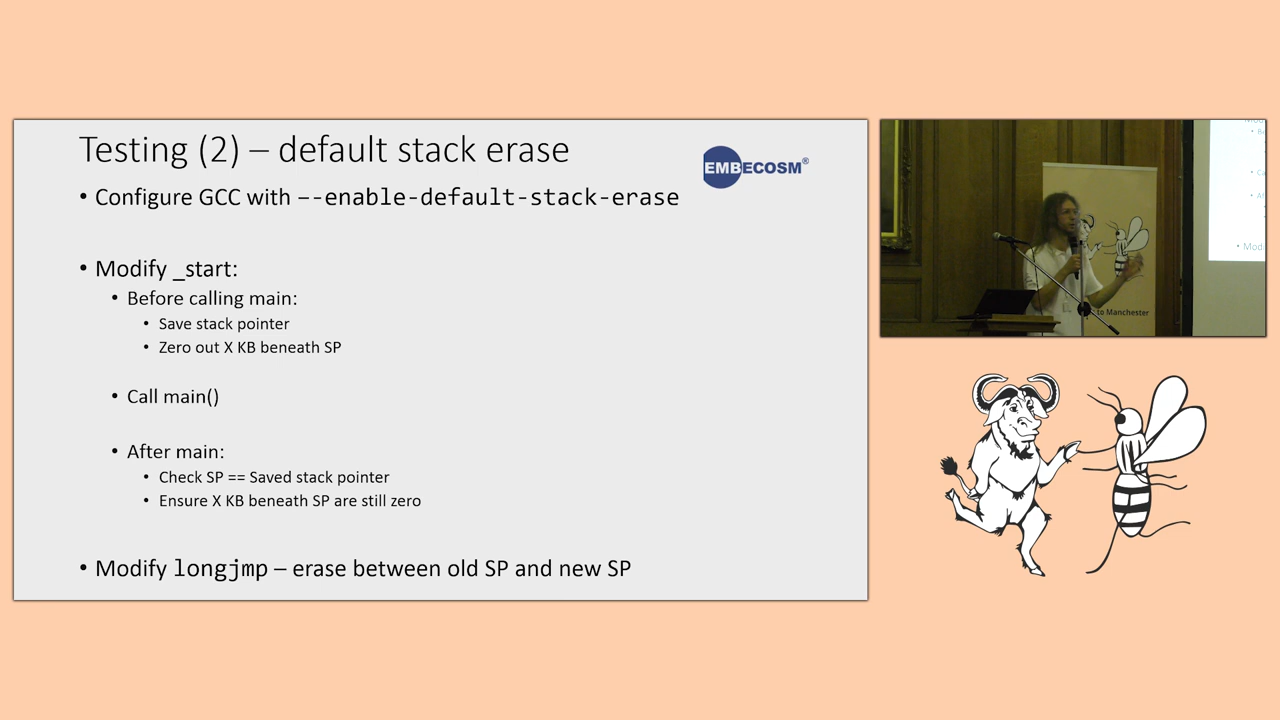 Testing (2) – default stack erase
EMBECOSM®
• Configure GCC with –-enable-default-stack-erase
• Modify _start:
• Before calling main:
• Save stack pointer
• Zero out X KB beneath SP
• Call main()
• After main:
• Check SP == Saved stack pointer
• Ensure X KB beneath SP are still zero
• Modify longjmp – erase between old SP and new SP
to Manchester